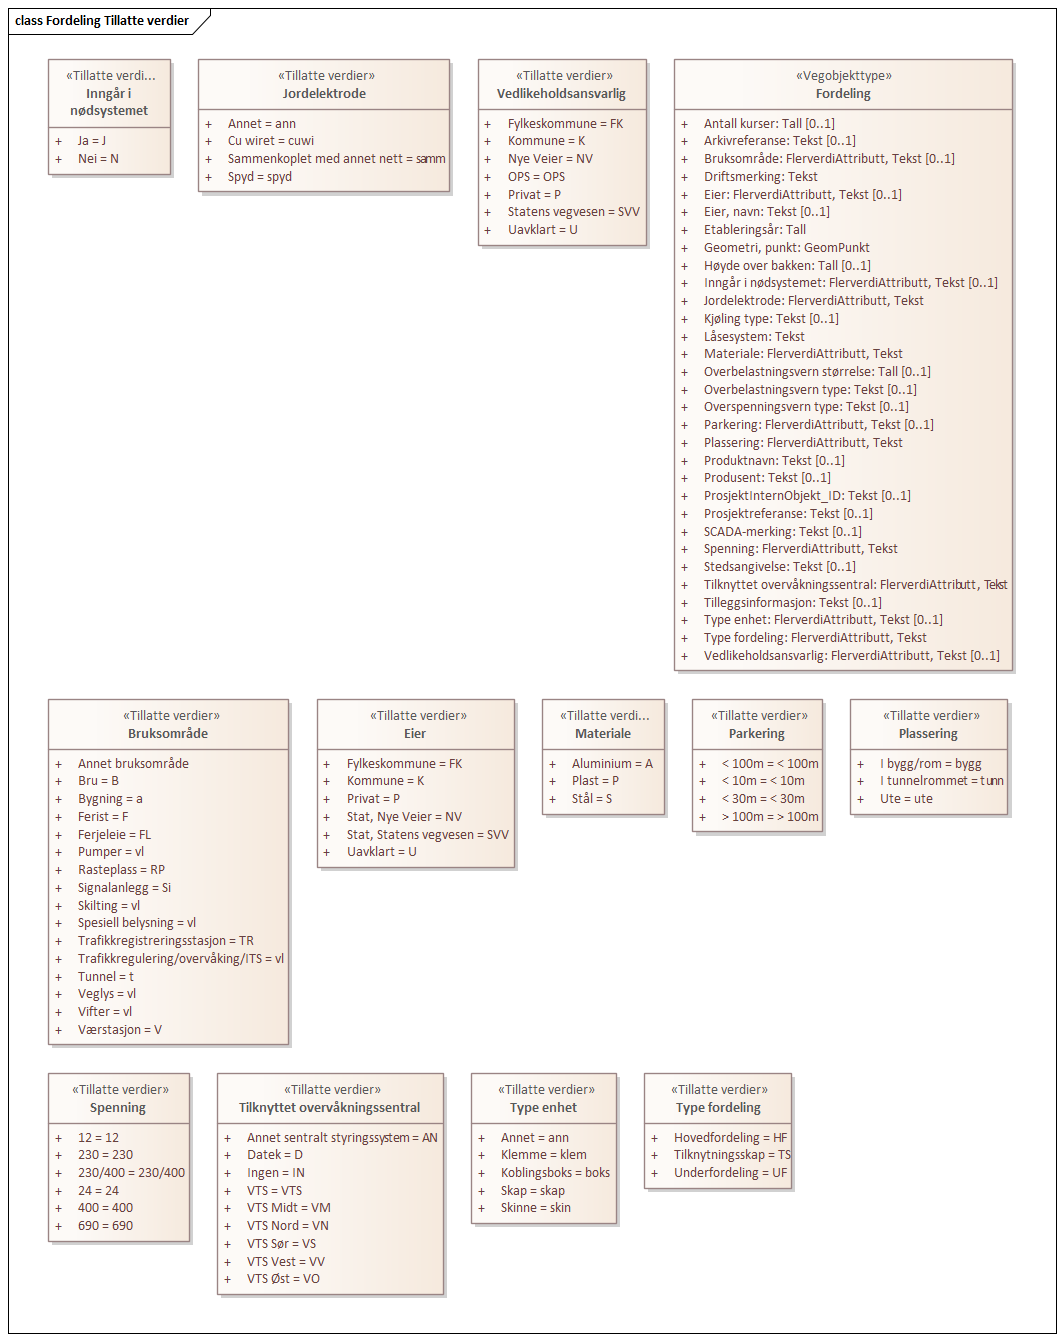 class Fordeling Tillatte verdier
«Tillatte verdi...
Inngår i
nødsystemet
+ Ja = J
+ Nei = N
«Tillatte verdier»
Jordelektrode
+ Annet = ann
+ Cu wiret = cuwi
+ Sammenkoplet med annet nett = samm
+ Spyd = spyd
«Tillatte verdier»
Vedlikeholdsansvarlig
+ Fylkeskommune = FK
+ Kommune = K
+ Nye Veier = NV
+ OPS = OPS
+ Privat = P
+ Statens vegvesen = SVV
+ Uavklart = U
«Vegobjekttype»
Fordeling
+ Antall kurser: Tall [0..1]
+ Arkivreferanse: Tekst [0..1]
+ Bruksområde: FlerverdiAttributt, Tekst [0..1]
+ Driftsmerking: Tekst
+ Eier: FlerverdiAttributt, Tekst [0..1]
+ Eier, navn: Tekst [0..1]
+ Etableringsår: Tall
+ Geometri, punkt: GeomPunkt
+ Høyde over bakken: Tall [0..1]
+ Inngår i nødsystemet: FlerverdiAttributt, Tekst [0..1]
+ Jordelektrode: FlerverdiAttributt, Tekst
+ Kjøling type: Tekst [0..1]
+ Låsesystem: Tekst
+ Materiale: FlerverdiAttributt, Tekst
+ Overbelastningsvern størrelse: Tall [0..1]
+ Overbelastningsvern type: Tekst [0..1]
+ Overspenningsvern type: Tekst [0..1]
+ Parkering: FlerverdiAttributt, Tekst [0..1]
+ Plassering: FlerverdiAttributt, Tekst
+ Produktnavn: Tekst [0..1]
+ Produsent: Tekst [0..1]
+ ProsjektInternObjekt_ID: Tekst [0..1]
+ Prosjektreferanse: Tekst [0..1]
+ SCADA-merking: Tekst [0..1]
+ Spenning: FlerverdiAttributt, Tekst
+ Stedsangivelse: Tekst [0..1]
+ Tilknyttet overvåkningssentral: FlerverdiAttributt, Tekst
+ Tilleggsinformasjon: Tekst [0..1]
+ Type enhet: FlerverdiAttributt, Tekst [0..1]
+ Type fordeling: FlerverdiAttributt, Tekst
+ Vedlikeholdsansvarlig: FlerverdiAttributt, Tekst [0..1]
«Tillatte verdier»
Bruksområde
+ Annet bruksområde
+ Bru = B
+ Bygning = a
+ Ferist = F
+ Ferjeleie = FL
+ Pumper = vl
+ Rasteplass = RP
+ Signalanlegg = Si
+ Skilting = vl
+ Spesiell belysning = vl
+ Trafikkregistreringsstasjon = TR
+ Trafikkregulering/overvåking/ITS = vl
+ Tunnel = t
+ Veglys = vl
+ Vifter = vl
+ Værstasjon = V
«Tillatte verdier»
Eier
+ Fylkeskommune = FK
+ Kommune = K
+ Privat = P
+ Stat, Nye Veier = NV
+ Stat, Statens vegvesen = SVV
+ Uavklart = U
«Tillatte verdi...
Materiale
+ Aluminium = A
+ Plast = P
+ Stål = S
«Tillatte verdier»
Parkering
+ < 100m = < 100m
+ < 10m = < 10m
+ < 30m = < 30m
+ > 100m = > 100m
«Tillatte verdier»
Plassering
+ I bygg/rom = bygg
+ I tunnelrommet = tunn
+ Ute = ute
«Tillatte verdier»
Spenning
+ 12 = 12
+ 230 = 230
+ 230/400 = 230/400
+ 24 = 24
+ 400 = 400
+ 690 = 690
«Tillatte verdier»
Tilknyttet overvåkningssentral
+ Annet sentralt styringssystem = AN
+ Datek = D
+ Ingen = IN
+ VTS = VTS
+ VTS Midt = VM
+ VTS Nord = VN
+ VTS Sør = VS
+ VTS Vest = VV
+ VTS Øst = VO
«Tillatte verdier»
Type enhet
+ Annet = ann
+ Klemme = klem
+ Koblingsboks = boks
+ Skap = skap
+ Skinne = skin
«Tillatte verdier»
Type fordeling
+ Hovedfordeling = HF
+ Tilknytningsskap = TS
+ Underfordeling = UF